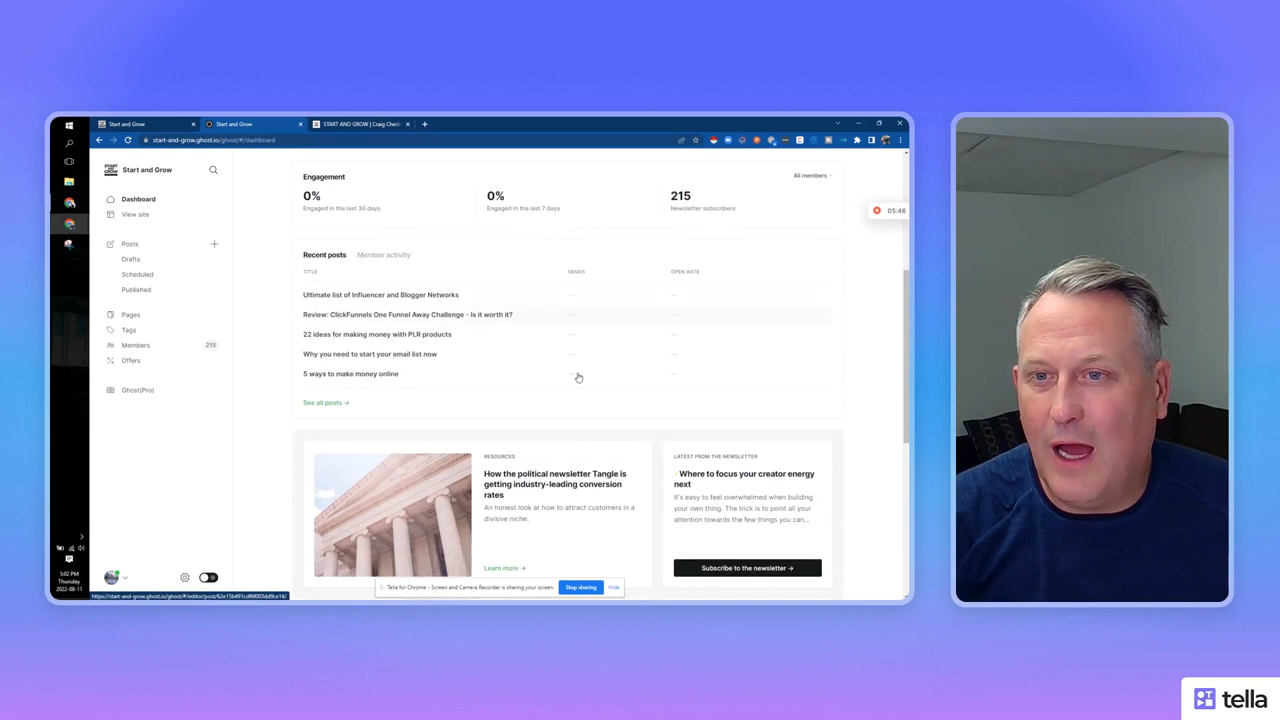 Start and Grow
Start and Grow
START AND GROW | Craig Cherl
start-and-grow.ghost.io/ghost/#/dashboard
START AND GROW
Start and Grow
Dashboard
View site
Posts
Drafts
Scheduled
Published
Pages
Tags
Members 215
Offers
Ghost(Pro)
Engagement
All members
0% 0% 215
Engaged in the last 30 days Engaged in the last 7 days Newsletter subscribers
05:46
Recent posts Member activity
TITLE SENDS OPEN RATE
Ultimate list of Influencer and Blogger Networks — —
Review: ClickFunnels One Funnel Away Challenge - Is it worth it? — —
22 ideas for making money with PLR products — —
Why you need to start your email list now — —
5 ways to make money online — —
See all posts →
RESOURCES
How the political newsletter Tangle is
getting industry-leading conversion
rates
An honest look at how to attract customers in a
divisive niche.
Learn more →
LATEST FROM THE NEWSLETTER
Where to focus your creator energy
next
It's easy to feel overwhelmed when building
your own thing. The trick is to point all your
attention towards the few things you can...
Subscribe to the newsletter →
Tella for Chrome - Screen and Camera Recorder is sharing your screen. Stop sharing Hide
5:02 PM
Thursday
2022-08-11
tella